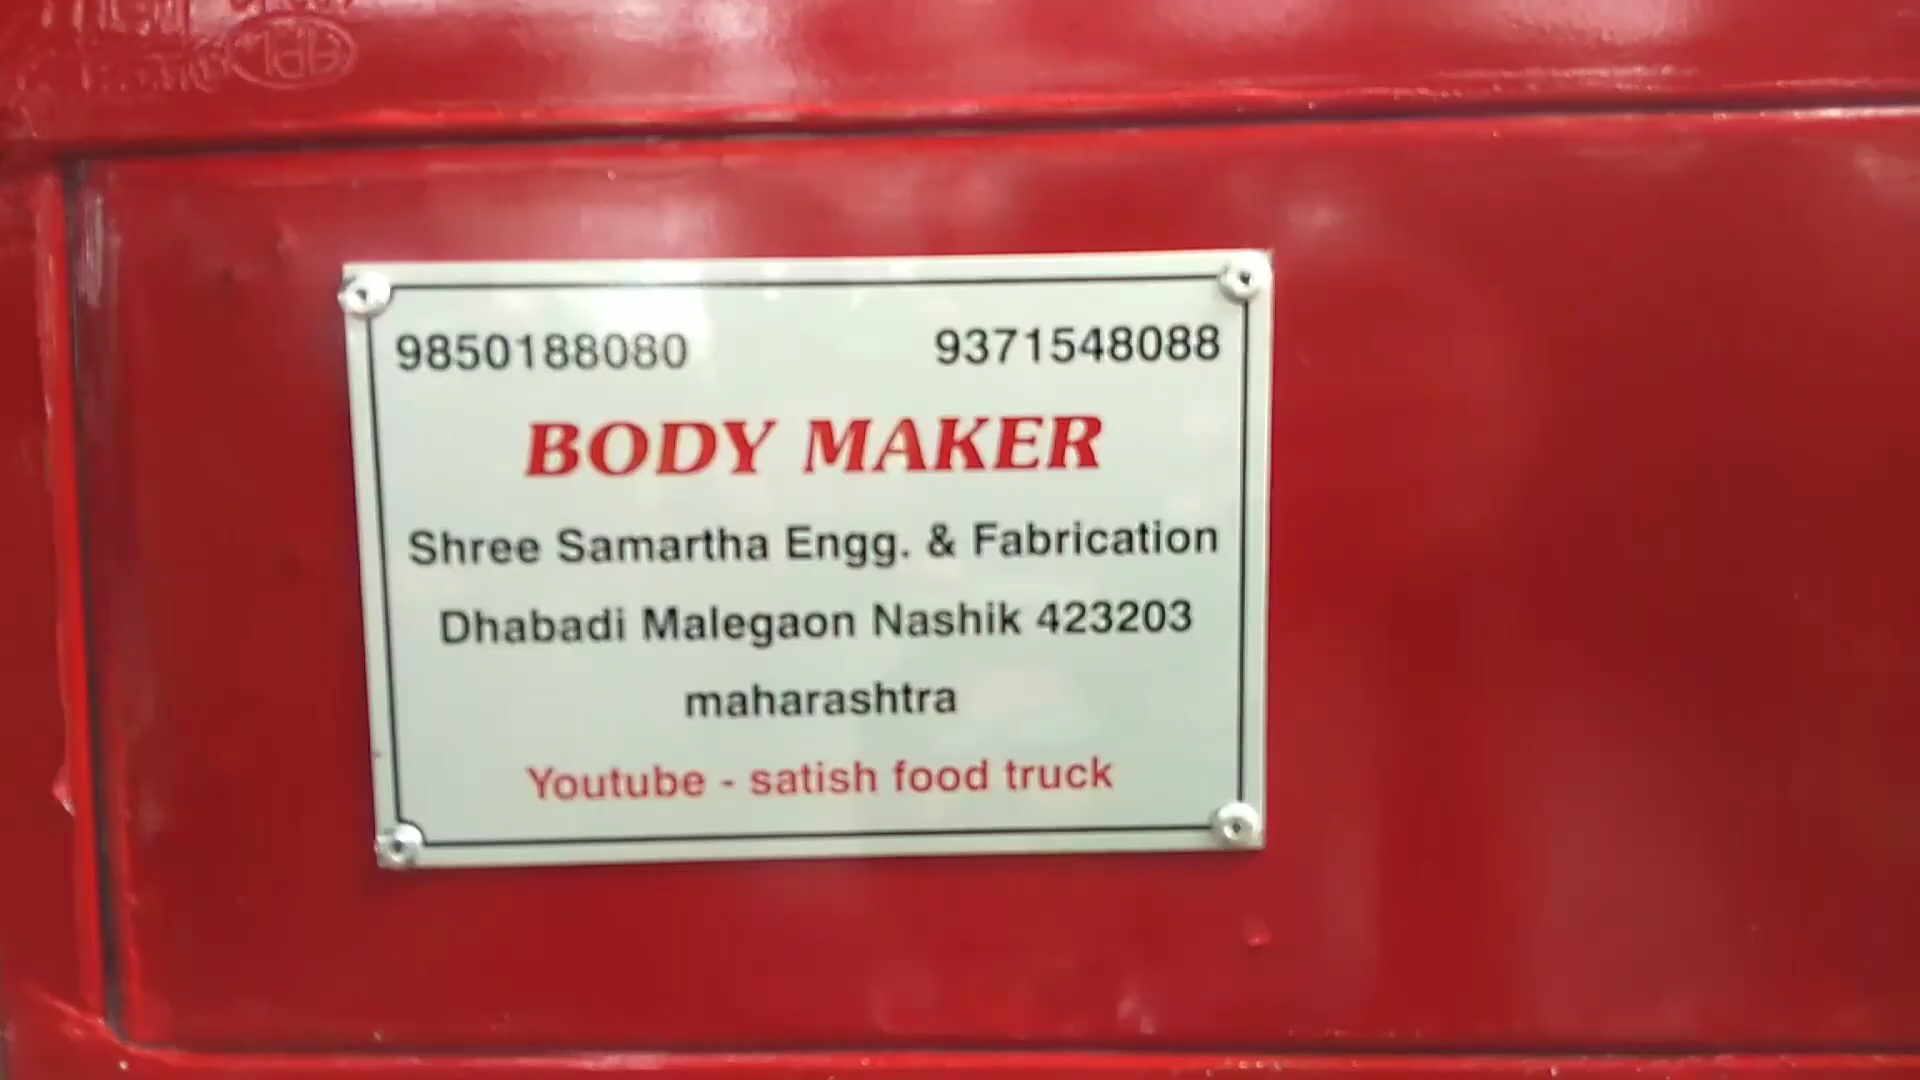 9850188080 9371548088
BODY MAKER
Shree Samartha Engg. & Fabrication
Dhabadi Malegaon Nashik 423203
maharashtra
Youtube - satish food truck